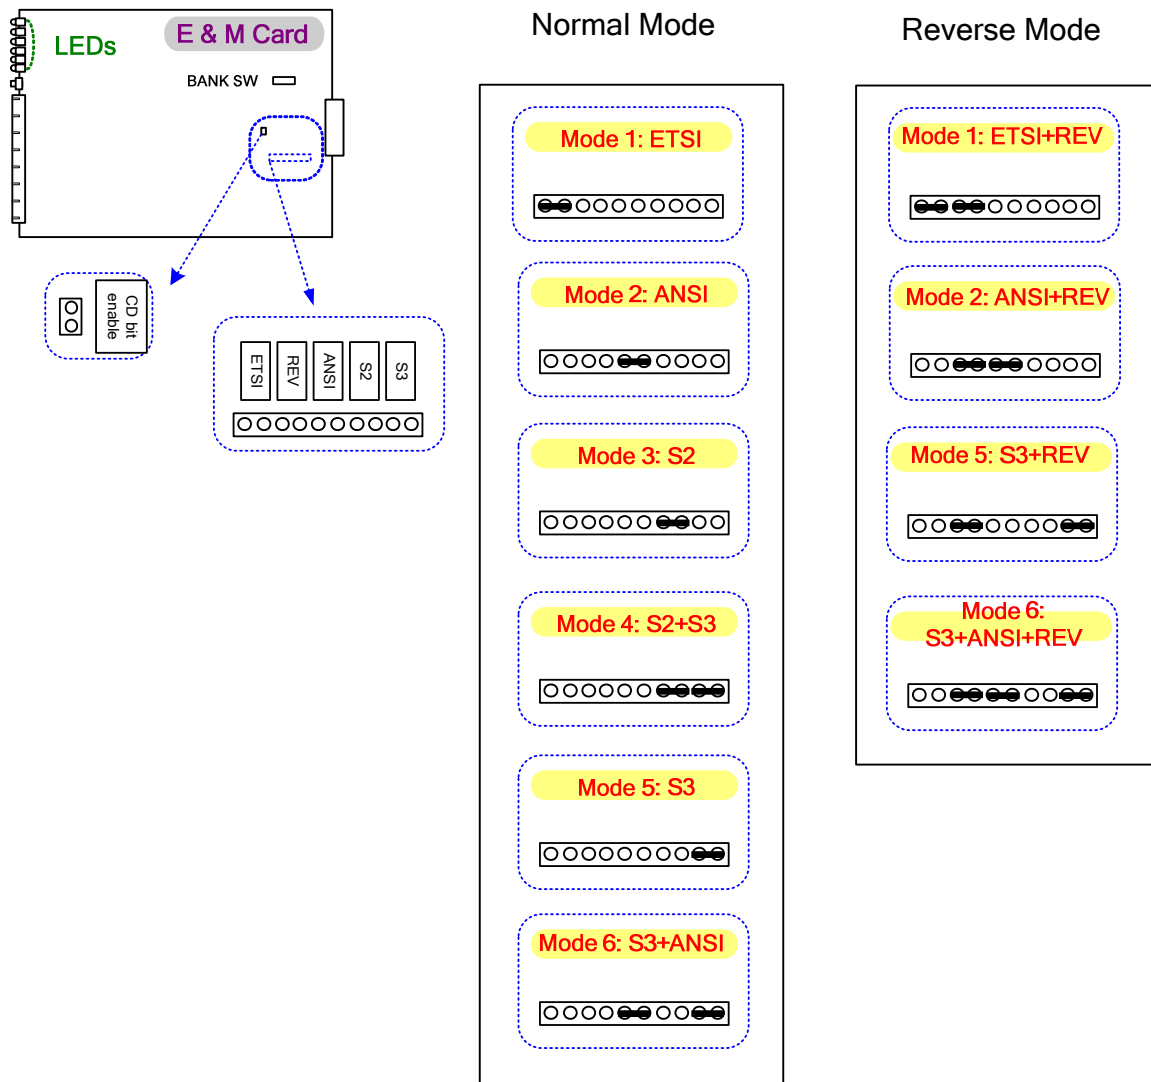 E & M Card
LEDs
BANK SW
CD bit
enable
ETSI
REV
ANSI
S2
S3
Normal Mode
Mode 1: ETSI
Mode 2: ANSI
Mode 3: S2
Mode 4: S2+S3
Mode 5: S3
Mode 6: S3+ANSI
Reverse Mode
Mode 1: ETSI+REV
Mode 2: ANSI+REV
Mode 5: S3+REV
Mode 6:
S3+ANSI+REV